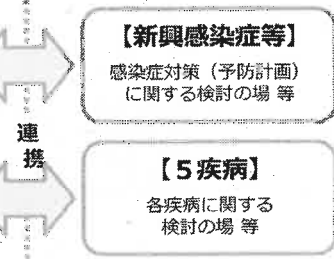 【新興感染症等】
感染症対策（予防計画）
に関する検討の場 等
連
携
【５疾病】
各疾病に関する
検討の場 等